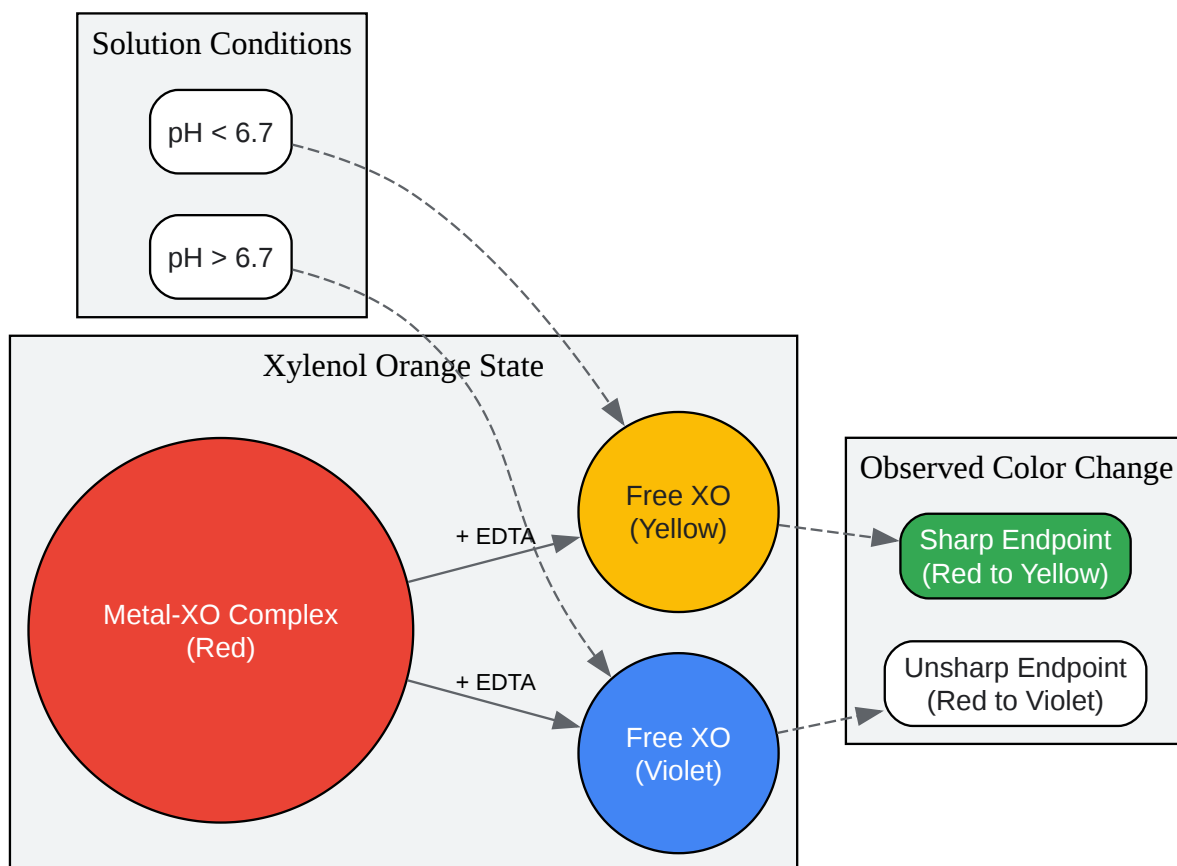 Solution Conditions
pH < 6.7
pH > 6.7
Xylenol Orange State
Metal-XO Complex
(Red)
+ EDTA
+ EDTA
Free XO
(Yellow)
Free XO
(Violet)
Observed Color Change
Sharp Endpoint
(Red to Yellow)
Unsharp Endpoint
(Red to Violet)